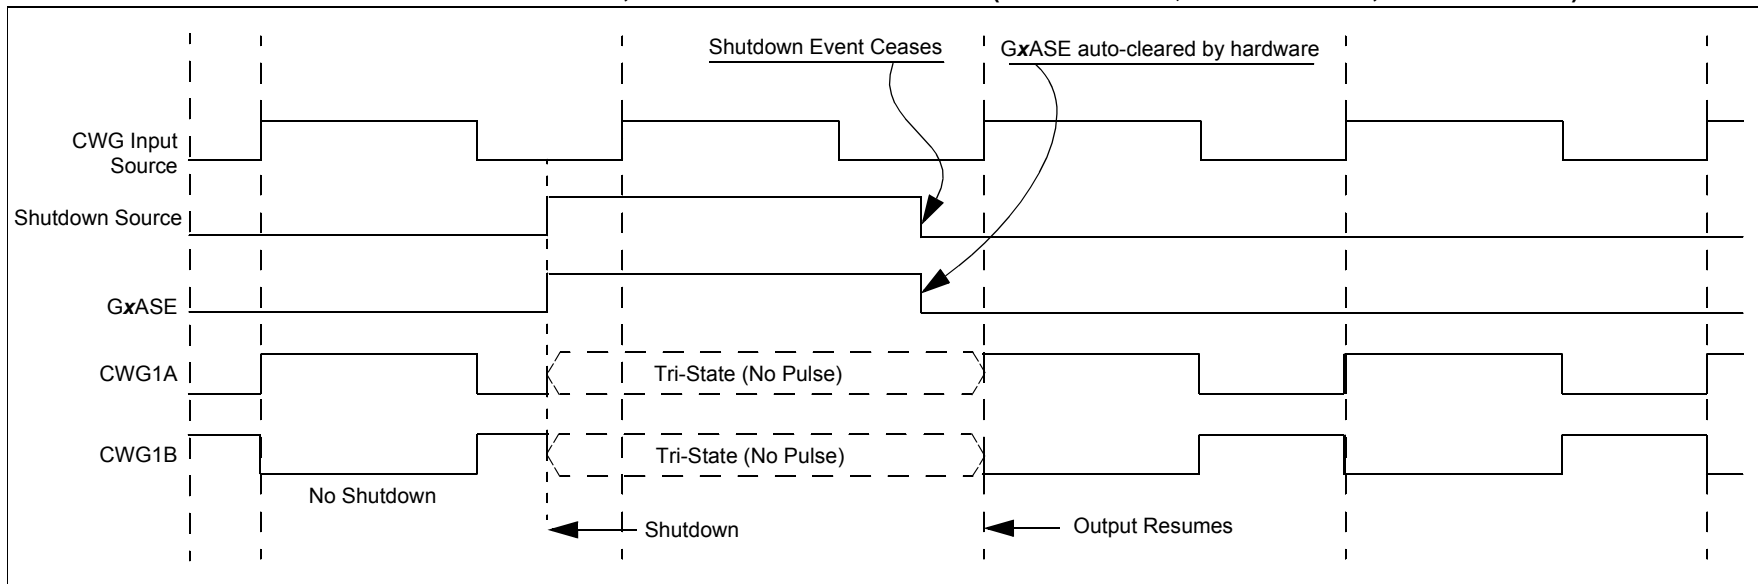 Shutdown Event Ceases
GxASE auto-cleared by hardware
CWG Input
Source
Shutdown Source
GxASE
CWG1A
Tri-State (No Pulse)
CWG1B
Tri-State (No Pulse)
No Shutdown
Shutdown
Output Resumes